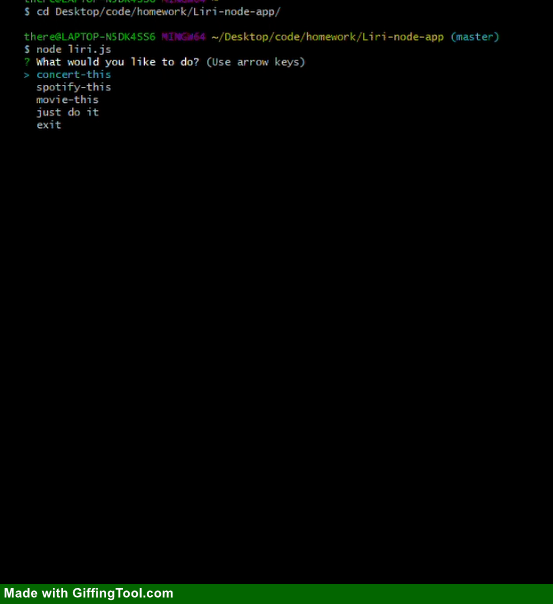 there@LAPTOP-N5DK4SS6 MINGW64 ~
$ cd Desktop/code/homework/Liri-node-app/
there@LAPTOP-N5DK4SS6 MINGW64 ~/Desktop/code/homework/Liri-node-app (master)
$ node liri.js
? What would you like to do? (Use arrow keys)
> concert-this
spotify-this
movie-this
just do it
exit
Made with GiffingTool.com